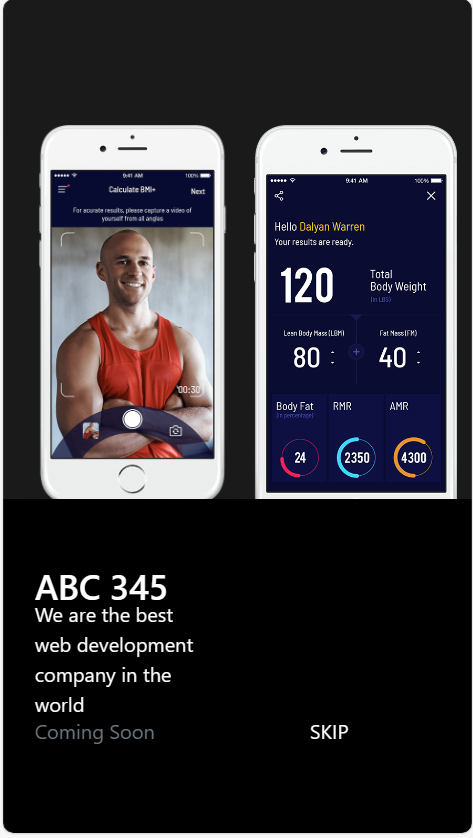 9:41 AM 100%
Calculate BMI+ Next
For acurate results, please capture a video of
yourself from all angles
00:30
9:41 AM 100%
Hello Dalyan Warren
Your results are ready.
120
Total
Body Weight
(in LBS)
Lean Body Mass (LBM) Fat Mass (FM)
80 + 40
Body Fat RMR AMR
(in percentage)
24 2350 4300
ABC 345
We are the best
web development
company in the
world
Coming Soon SKIP